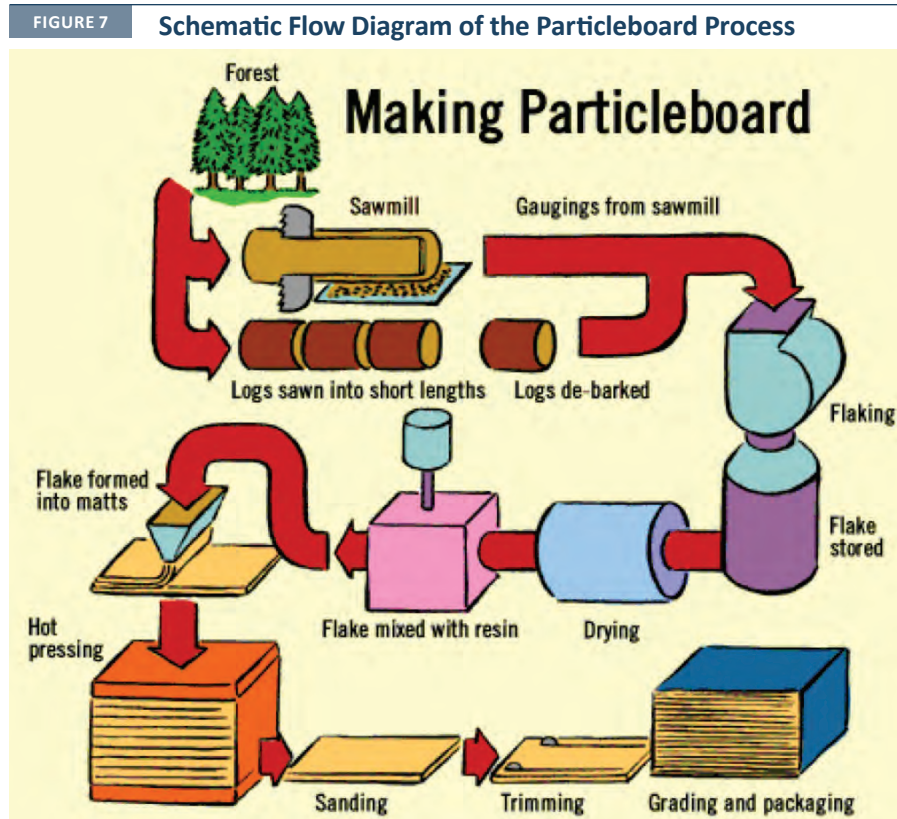 FIGURE 7
Schematic Flow Diagram of the Particleboard Process
Forest
Making Particleboard
Sawmill
Gaugings from sawmill
Logs sawn into short lengths
Logs de-barked
Flaking
Flake formed
into matts
Flake
stored
Hot
pressing
Flake mixed with resin
Drying
Sanding
Trimming
Grading and packaging